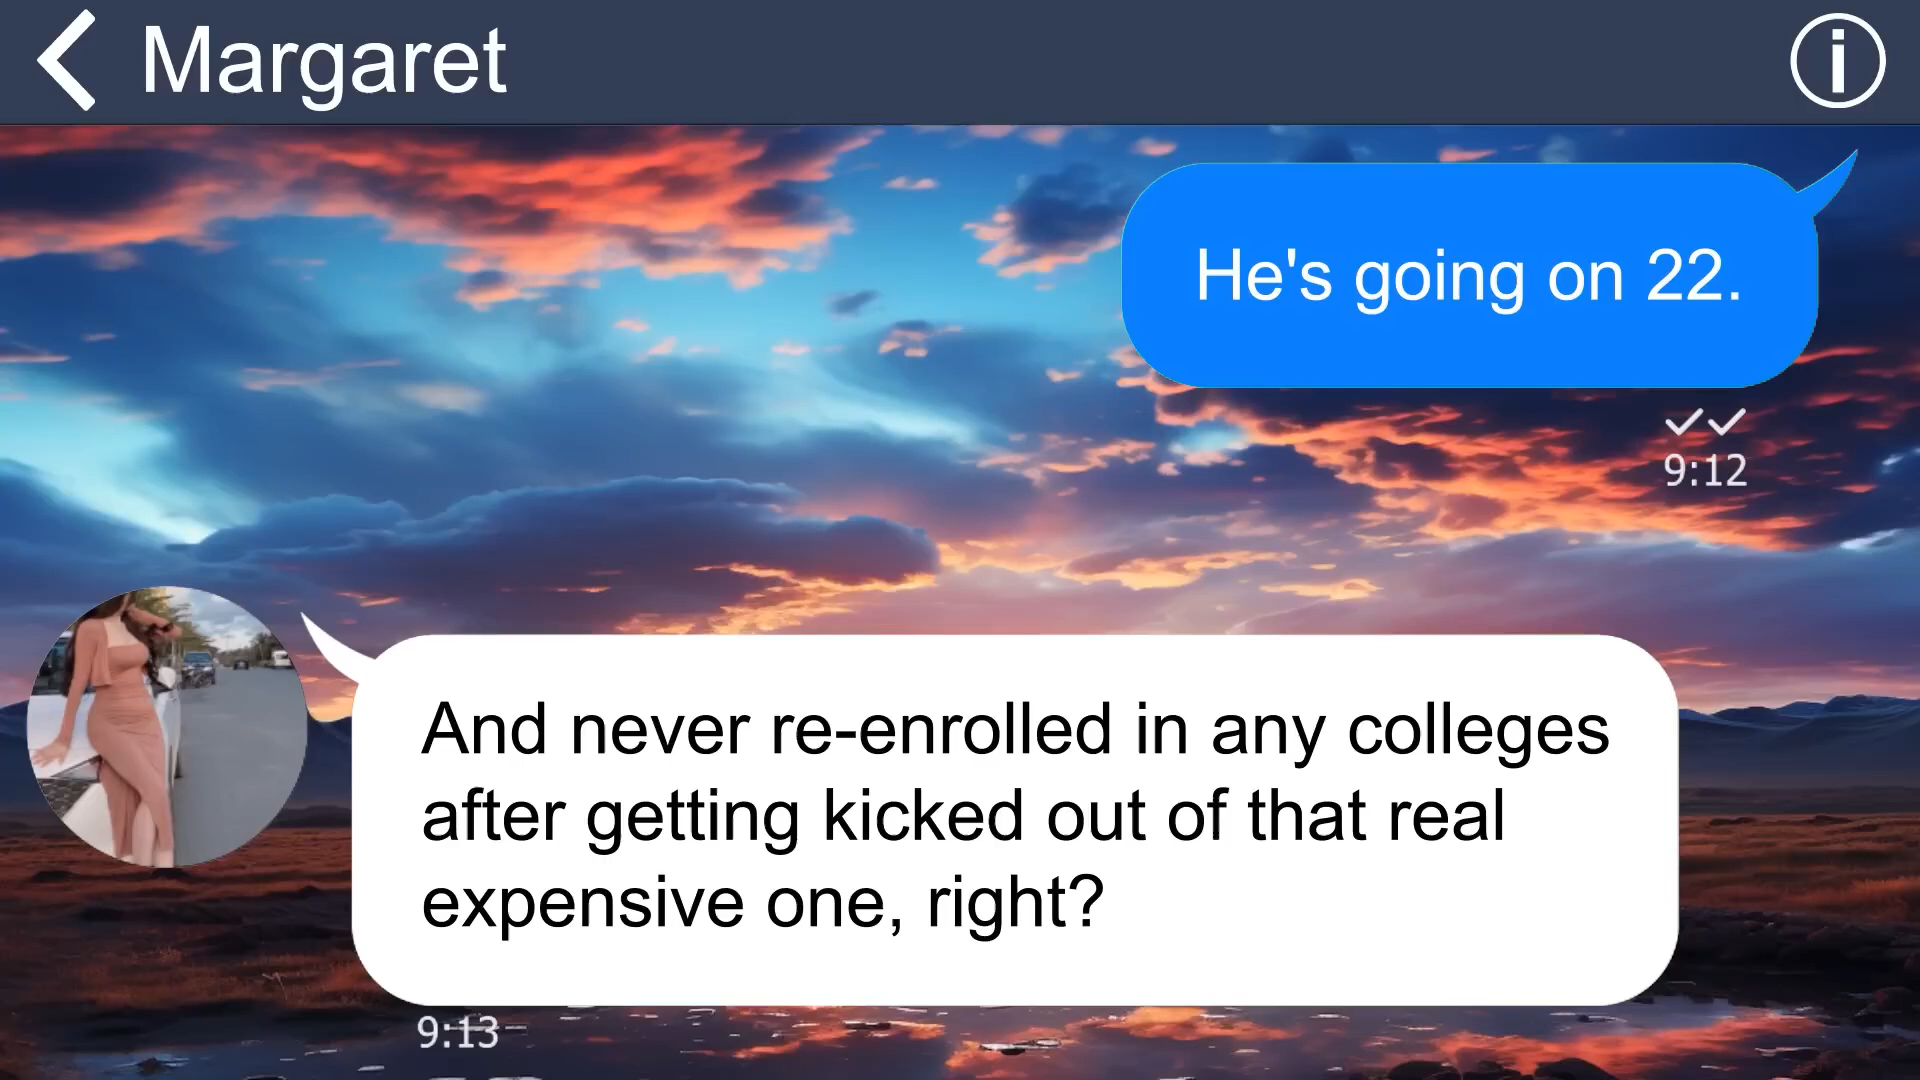 Margaret
He's going on 22.
9:12
And never re-enrolled in any colleges
after getting kicked out of that real
expensive one, right?
9:13